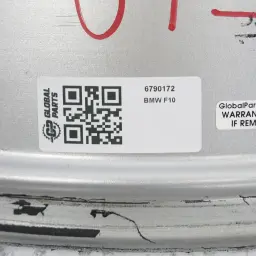 GLOBAL
PARTS
6790172
BMW F10
GlobalPar
WARRAN
IF REM